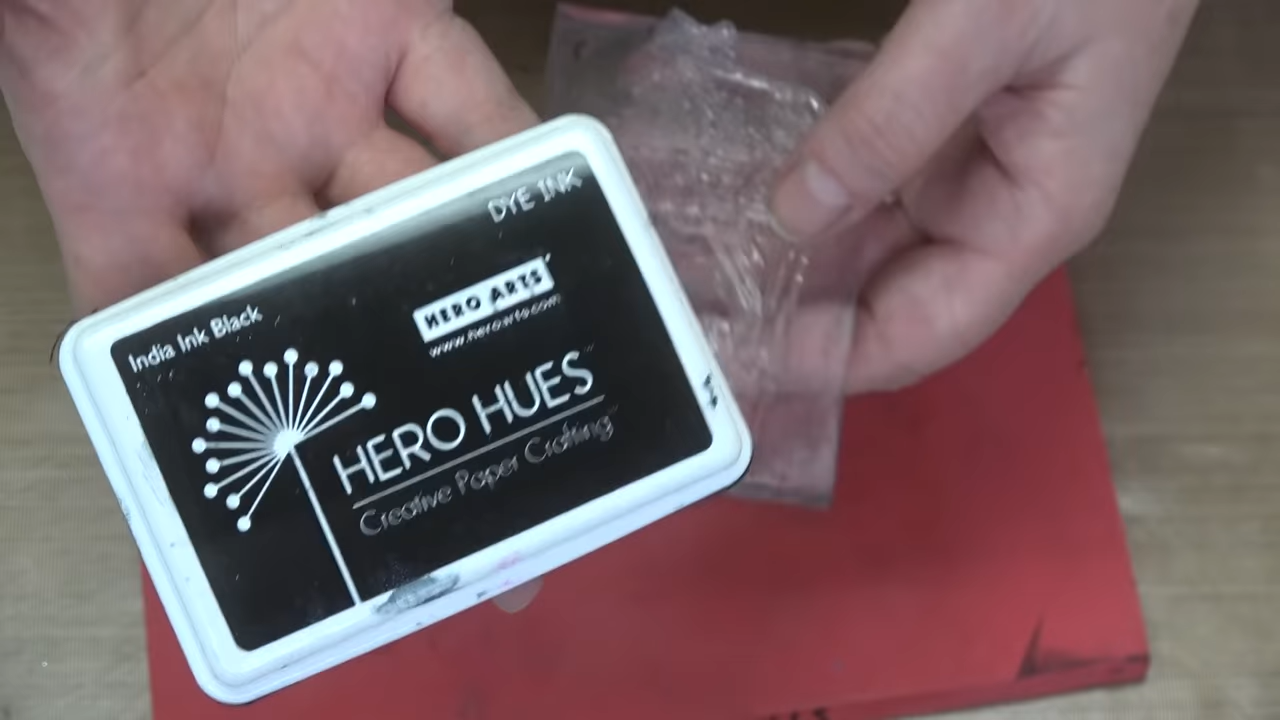 DYE INK
HERO ARTS
www.heroarts.com
India Ink Black
HERO HUES
Creative Paper Crafting